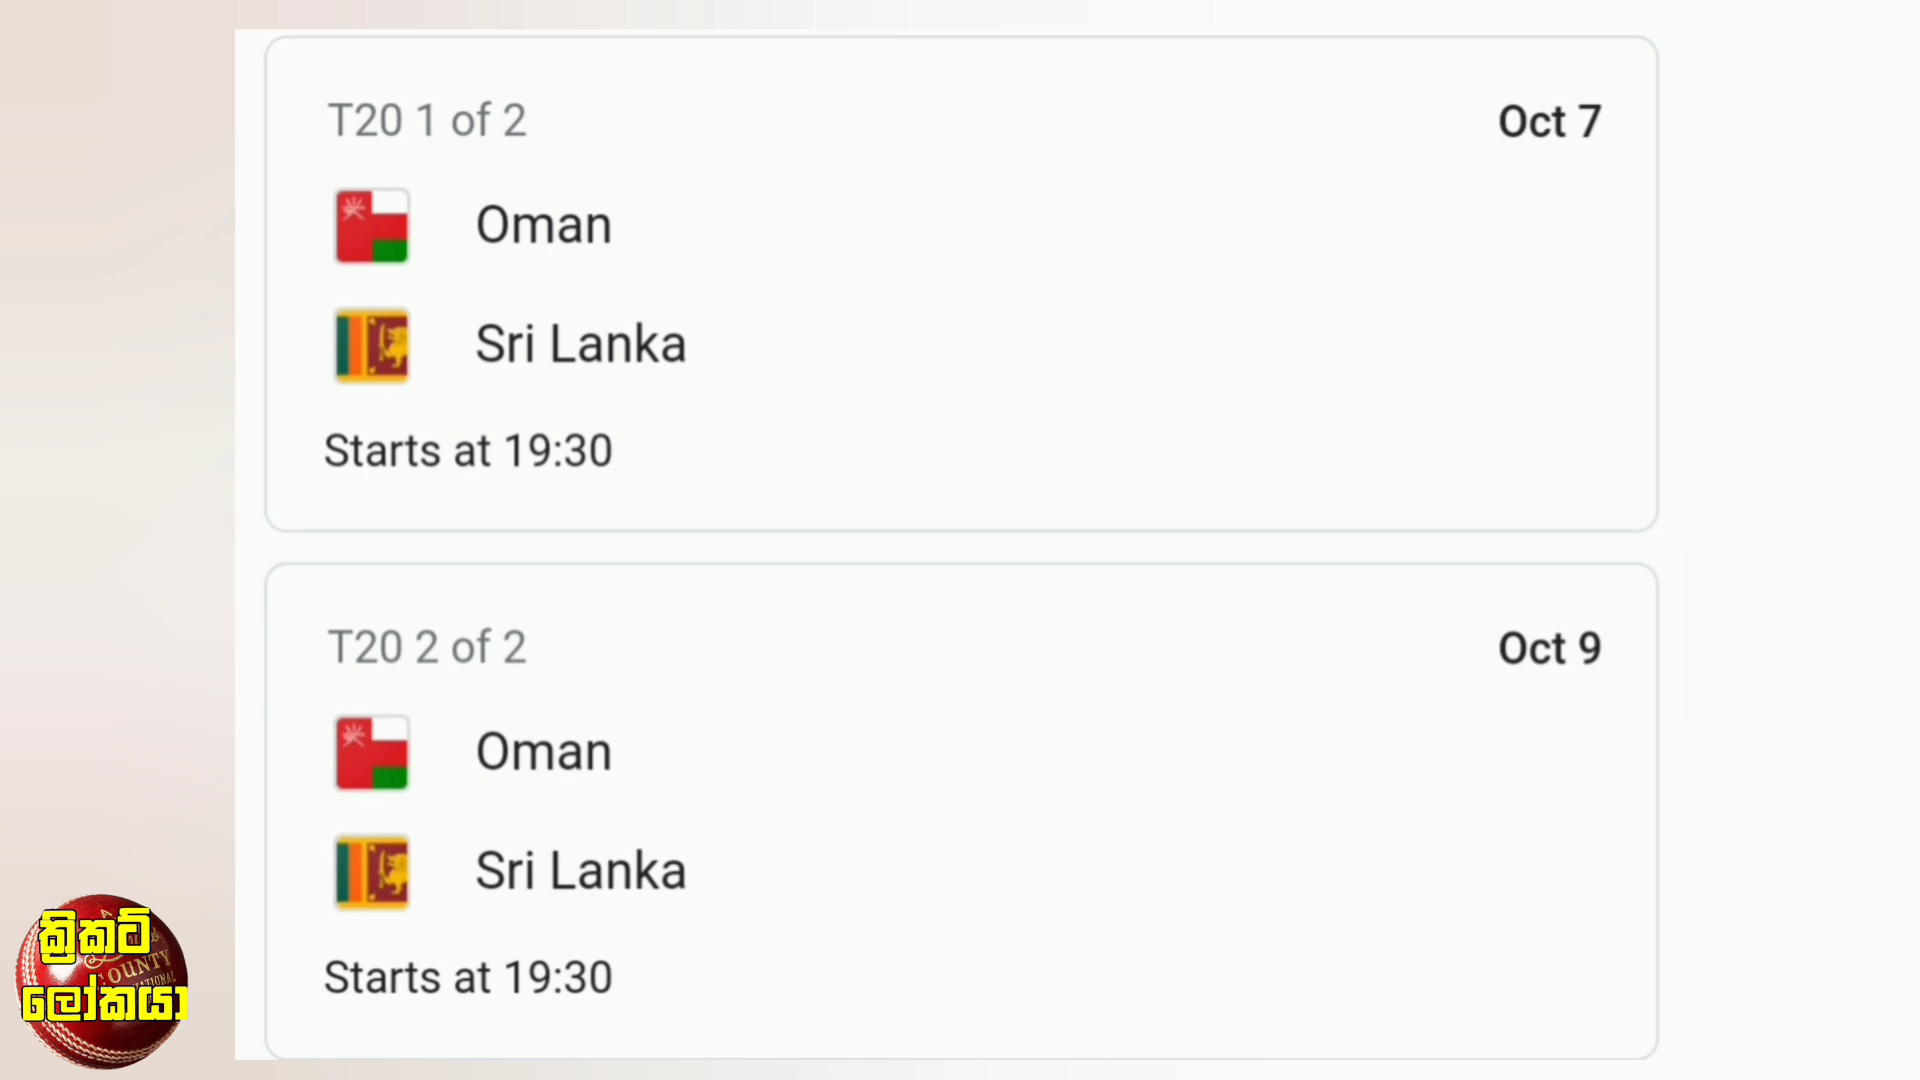 T20 1 of 2
Oct 7
Oman
Sri Lanka
Starts at 19:30
T20 2 of 2
Oct 9
Oman
Sri Lanka
Starts at 19:30
ක්‍රිකට්
COUNTY
ලෝකයා